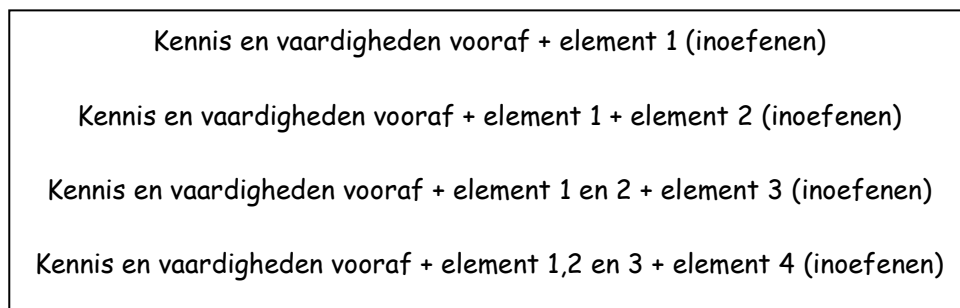 Kennis en vaardigheden vooraf + element 1 (inoefenen)
Kennis en vaardigheden vooraf + element 1 + element 2 (inoefenen)
Kennis en vaardigheden vooraf + element 1 en 2 + element 3 (inoefenen)
Kennis en vaardigheden vooraf + element 1,2 en 3 + element 4 (inoefenen)